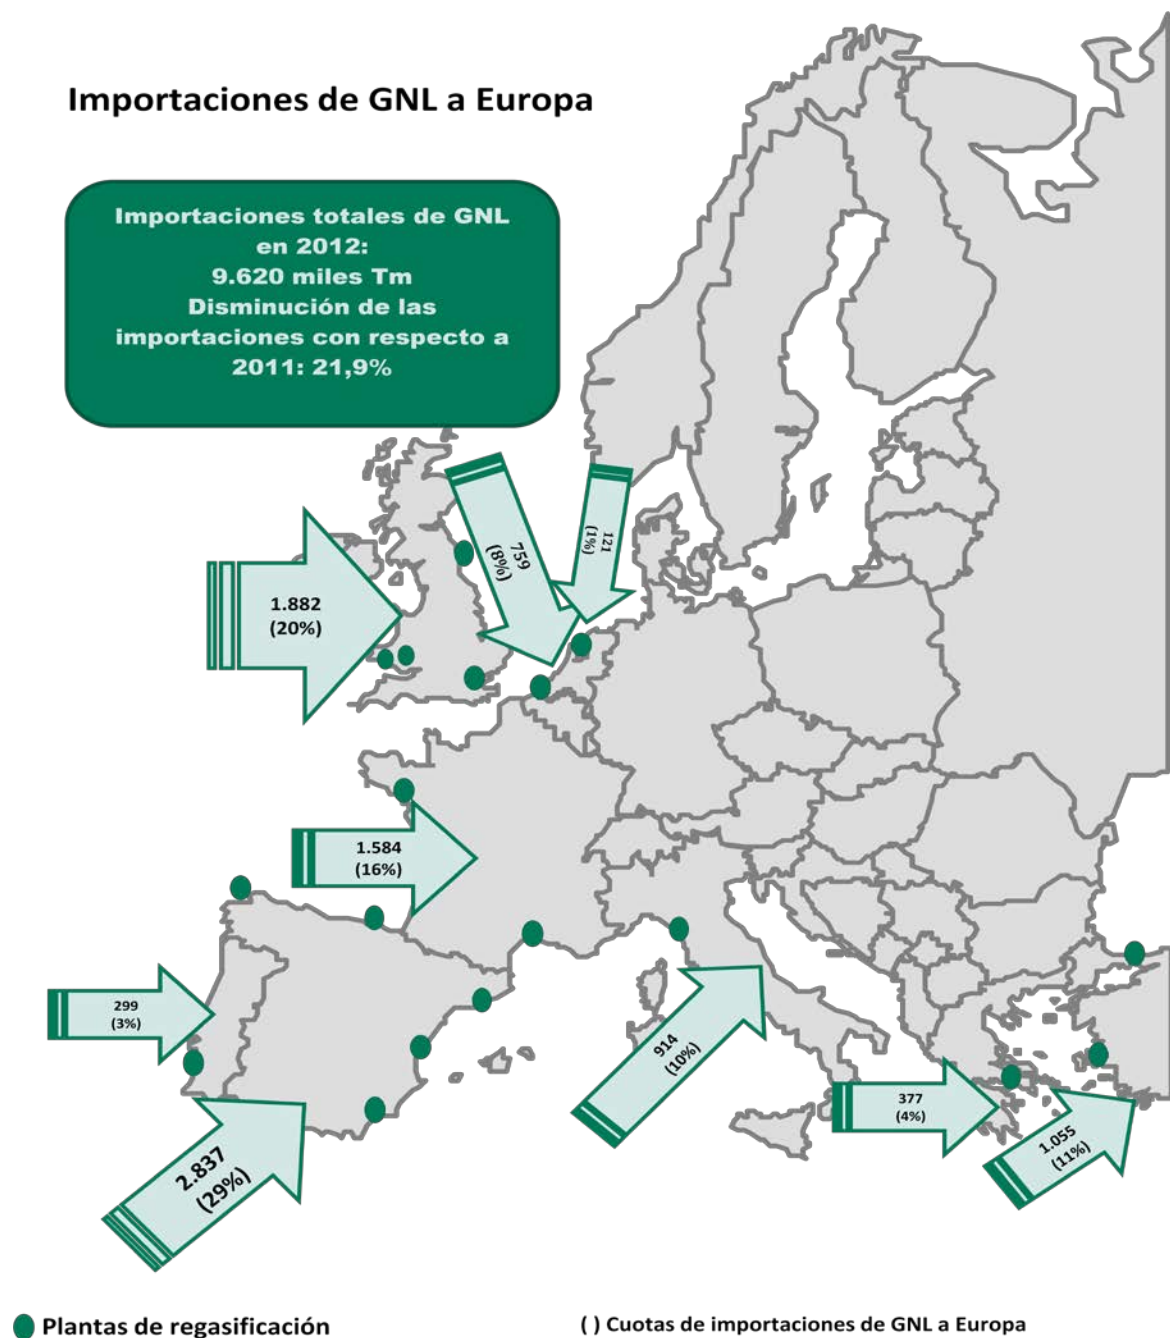 Importaciones de GNL a Europa
Importaciones totales de GNL
en 2012:
9.620 miles Tm
Disminución de las
importaciones con respecto a
2011: 21,9%
759
(8%)
121
(1%)
1.882
(20%)
1.584
(16%)
299
(3%)
914
(10%)
377
(4%)
1.055
(11%)
2.837
(29%)
Plantas de regasificación
( ) Cuotas de importaciones de GNL a Europa